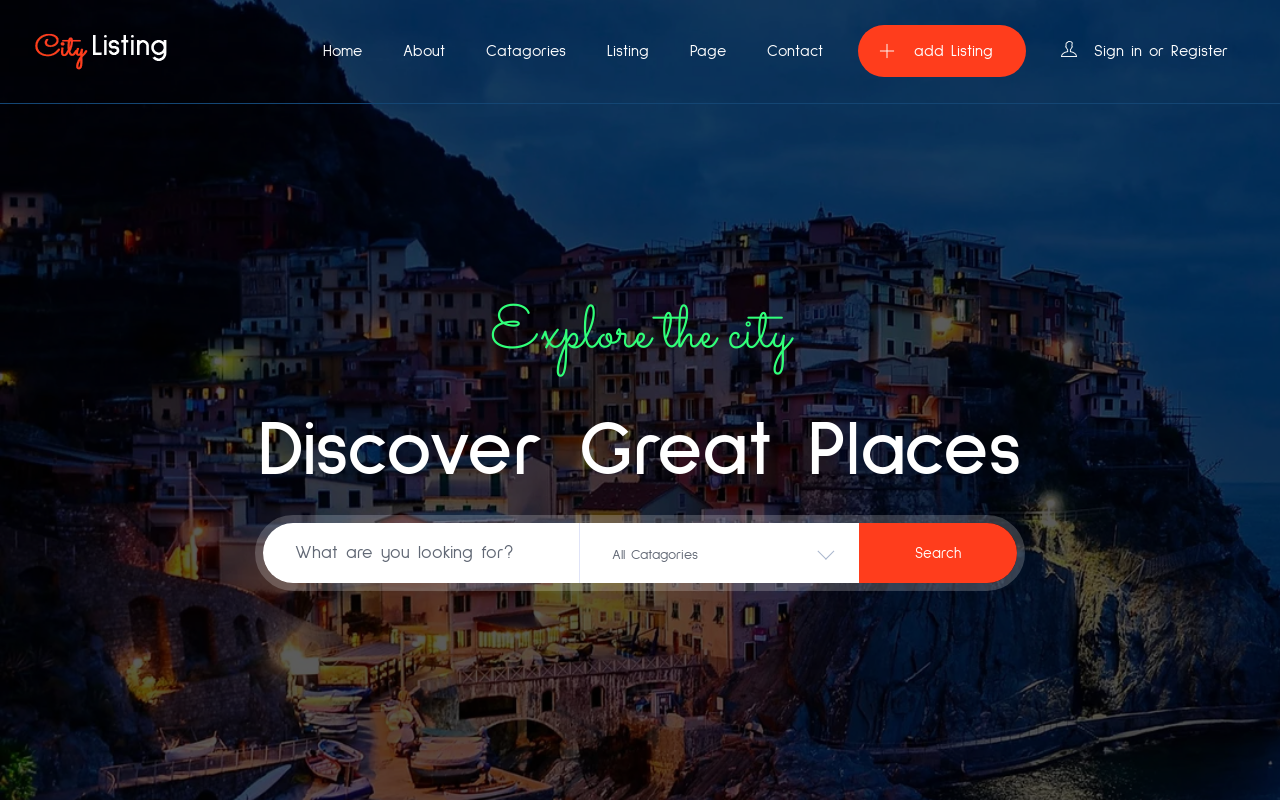 City Listing
Home
About
Catagories
Listing
Page
Contact
add Listing
Sign in or Register
Explore the city
Discover Great Places
What are you looking for?
All Catagories
Search